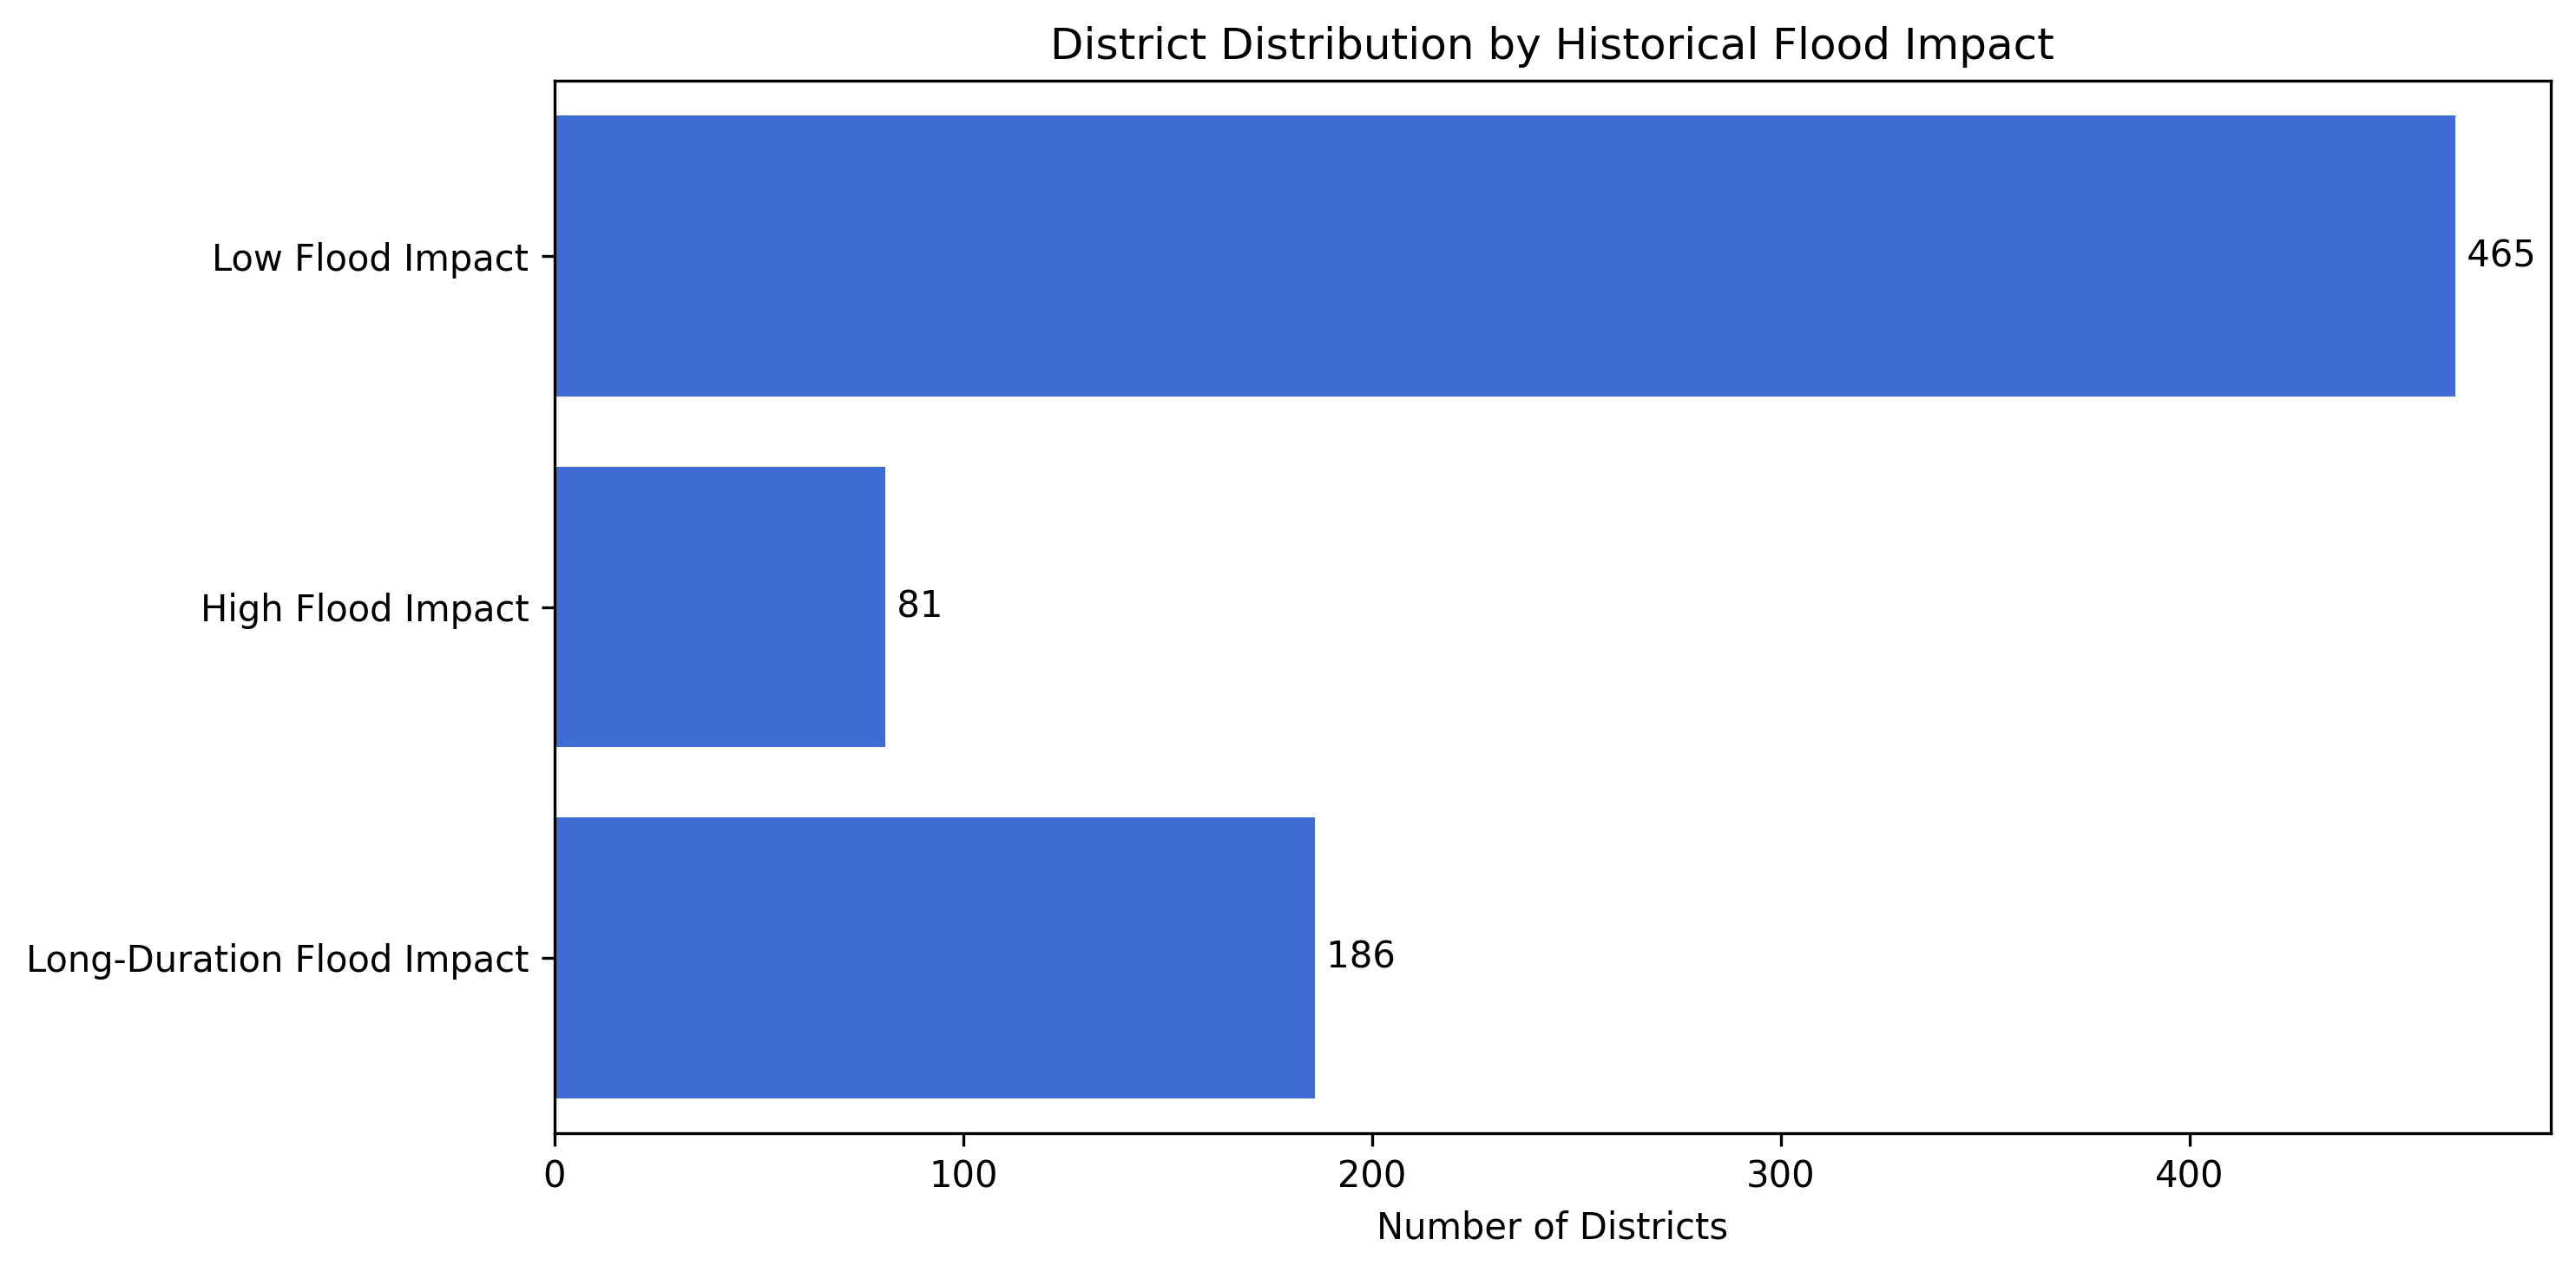 District Distribution by Historical Flood Impact
Low Flood Impact
465
High Flood Impact
81
Long-Duration Flood Impact
186
0 100 200 300 400
Number of Districts